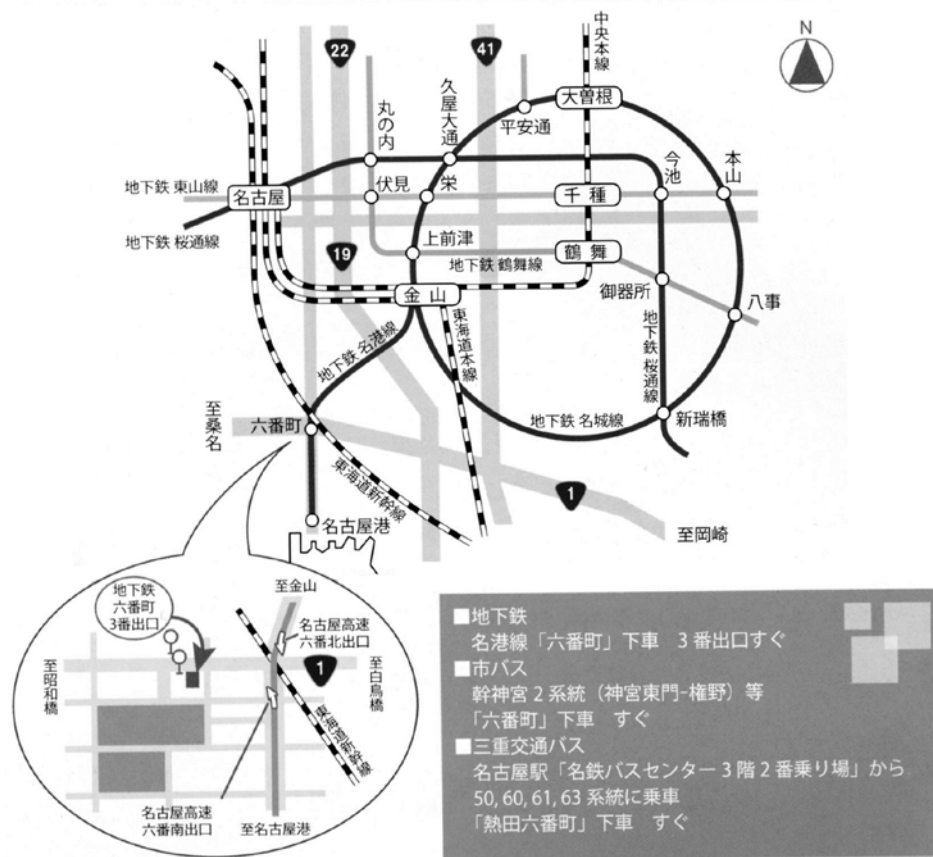 22
41
中央本線
N
久屋大通
大曽根
丸の内
平安通
今池
本山
地下鉄 東山線
名古屋
伏見
栄
千種
地下鉄 桜通線
19
上前津
地下鉄 鶴舞線
鶴舞
金山
御器所
八事
地下鉄 名港線
東海道本線
地下鉄 桜通線
至桑名
六番町
地下鉄 名城線
新瑞橋
東海道新幹線
1
名古屋港
至岡崎
至金山
地下鉄
六番町
3番出口
名古屋高速
六番北出口
至昭和橋
1
至白鳥橋
東海道新幹線
名古屋高速
六番南出口
至名古屋港
■地下鉄
名港線「六番町」下車 3番出口すぐ
■市バス
幹神宮2系統(神宮東門-権野)等
「六番町」下車 すぐ
■三重交通バス
名古屋駅「名鉄バスセンター3階2番乗り場」から
50, 60, 61, 63系統に乗車
「熱田六番町」下車 すぐ